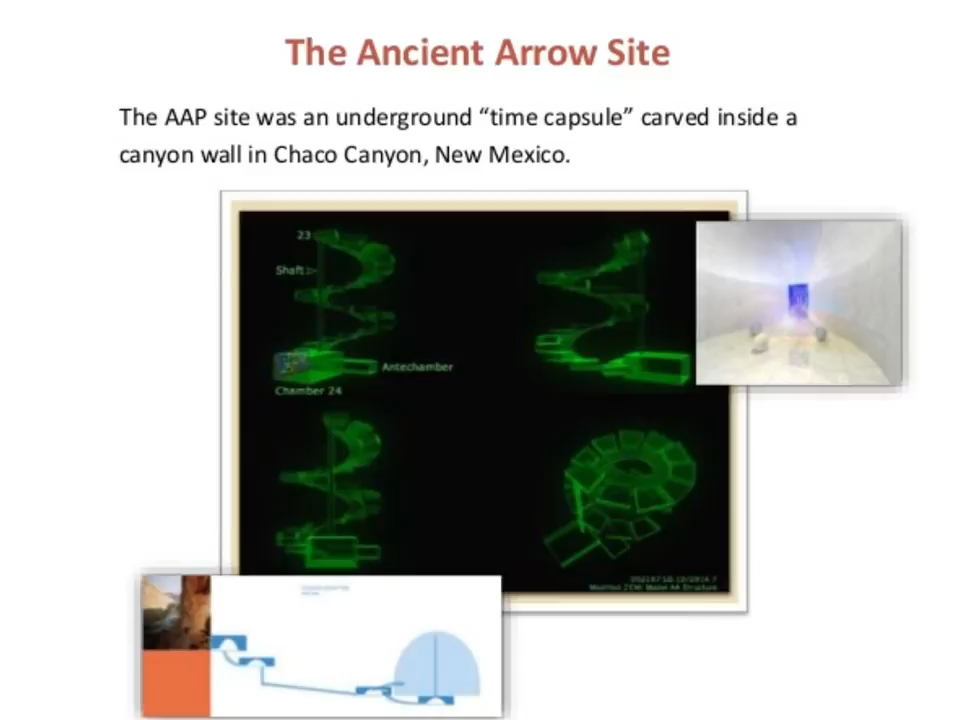 The Ancient Arrow Site
The AAP site was an underground “time capsule” carved inside a
canyon wall in Chaco Canyon, New Mexico.
23
Shaft
Antechamber
Chamber 24